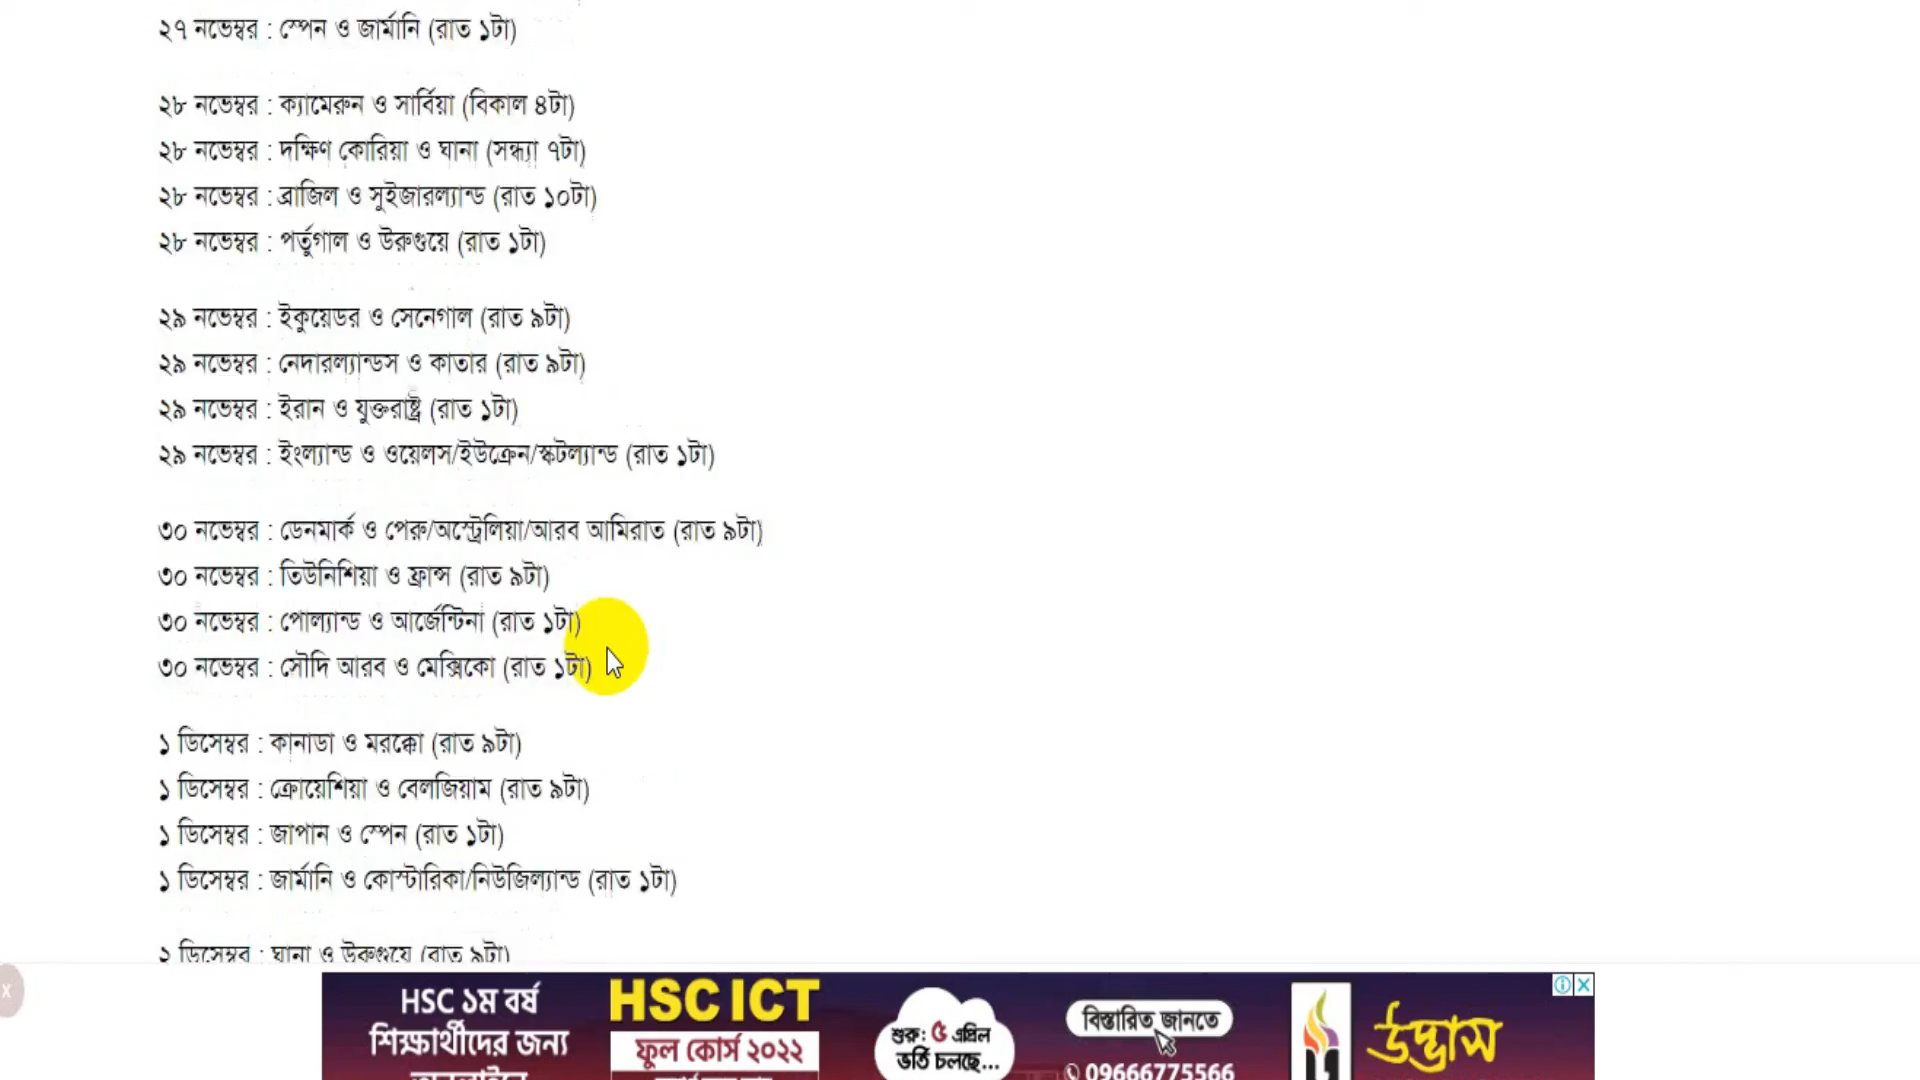 ২৭ নভেম্বর : স্পেন ও জার্মানি (রাত ১টা)
২৮ নভেম্বর : ক্যামেরুন ও সার্বিয়া (বিকাল ৪টা)
২৮ নভেম্বর : দক্ষিণ কোরিয়া ও ঘানা (সন্ধ্যা ৭টা)
২৮ নভেম্বর : ব্রাজিল ও সুইজারল্যান্ড (রাত ১০টা)
২৮ নভেম্বর : পর্তুগাল ও উরুগুয়ে (রাত ১টা)
২৯ নভেম্বর : ইকুয়েডর ও সেনেগাল (রাত ৯টা)
২৯ নভেম্বর : নেদারল্যান্ডস ও কাতার (রাত ৯টা)
২৯ নভেম্বর : ইরান ও যুক্তরাষ্ট্র (রাত ১টা)
২৯ নভেম্বর : ইংল্যান্ড ও ওয়েলস/ইউক্রেন/স্কটল্যান্ড (রাত ১টা)
৩০ নভেম্বর : ডেনমার্ক ও পেরু/অস্ট্রেলিয়া/আরব আমিরাত (রাত ৯টা)
৩০ নভেম্বর : তিউনিশিয়া ও ফ্রান্স (রাত ৯টা)
৩০ নভেম্বর : পোল্যান্ড ও আর্জেন্টিনা (রাত ১টা)
৩০ নভেম্বর : সৌদি আরব ও মেক্সিকো (রাত ১টা)
১ ডিসেম্বর : কানাডা ও মরক্কো (রাত ৯টা)
১ ডিসেম্বর : ক্রোয়েশিয়া ও বেলজিয়াম (রাত ৯টা)
১ ডিসেম্বর : জাপান ও স্পেন (রাত ১টা)
১ ডিসেম্বর : জার্মানি ও কোস্টারিকা/নিউজিল্যান্ড (রাত ১টা)
২ ডিসেম্বর : ঘানা ও উরুগুয়ে (রাত ৯টা)
HSC ১ম বর্ষ
শিক্ষার্থীদের জন্য
HSC ICT
ফুল কোর্স ২০২২
শুরু: ৫ এপ্রিল
ভর্তি চলছে...
বিস্তারিত জানতে
09666775566
উদ্ভাস